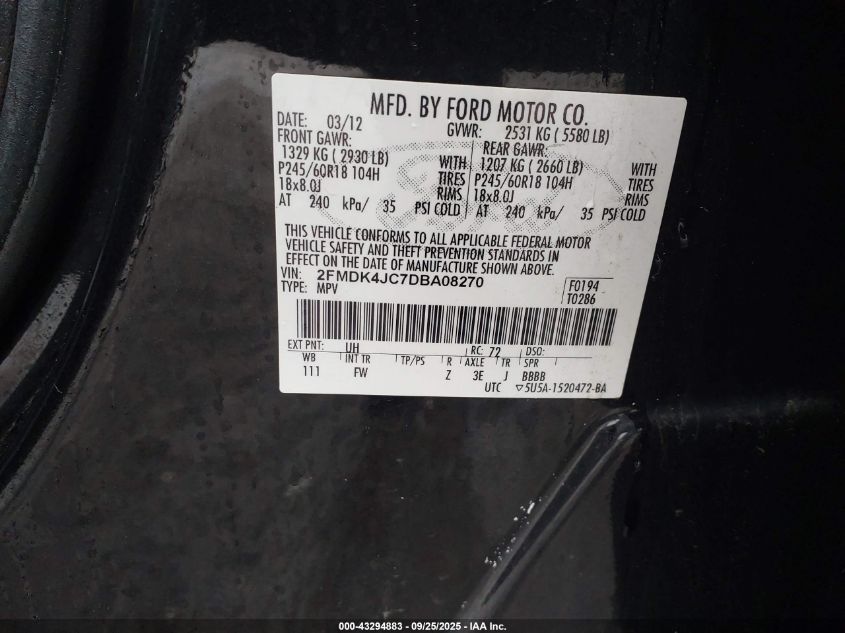 MFD. BY FORD MOTOR CO.
DATE: 03/12 GVWR: 2531 KG ( 5580 LB)
FRONT GAWR: REAR GAWR:
1329 KG ( 2930 LB) WITH 1207 KG ( 2660 LB) WITH
P245/60R18 104H TIRES P245/60R18 104H TIRES
18x8.0J RIMS 18x8.0J RIMS
AT 240 kPa/ 35 PSI COLD AT 240 kPa/ 35 PSI COLD
THIS VEHICLE CONFORMS TO ALL APPLICABLE FEDERAL MOTOR
VEHICLE SAFETY AND THEFT PREVENTION STANDARDS IN
EFFECT ON THE DATE OF MANUFACTURE SHOWN ABOVE.
VIN: 2FMDK4JC7DBA08270 F0194
TYPE: MPV T0286
EXT PNT: UH RC: 72 DSO:
WB INT TR TP/PS R AXLE TR SPR
111 FW Z 3E J BBBB
UTC ▽5U5A-1520472-BA
000-43294883 - 09/25/2025 - IAA Inc.